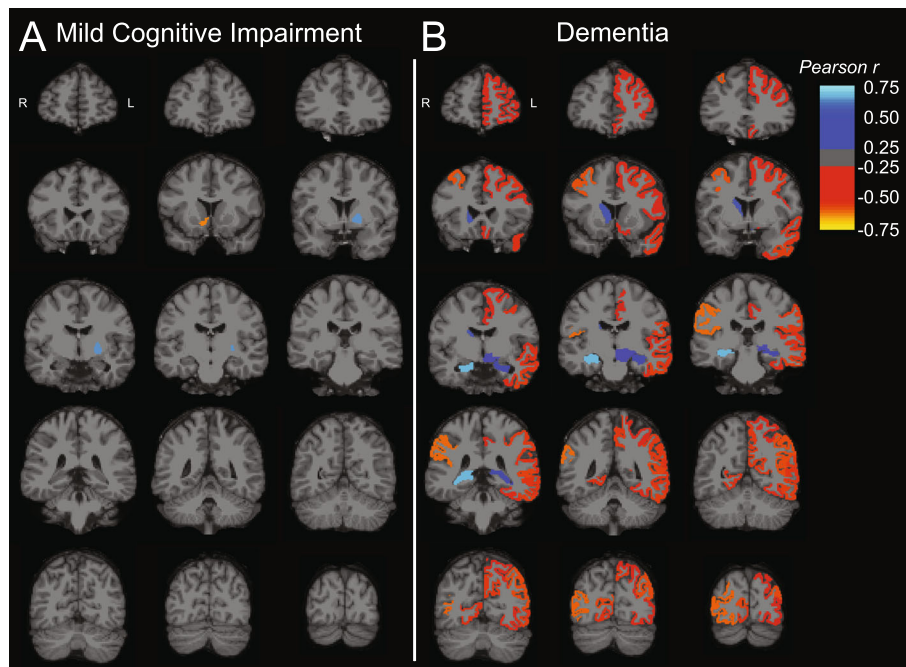 A Mild Cognitive Impairment
B Dementia
Pearson r
R L
R L
0.75
0.50
0.25
-0.25
-0.50
-0.75